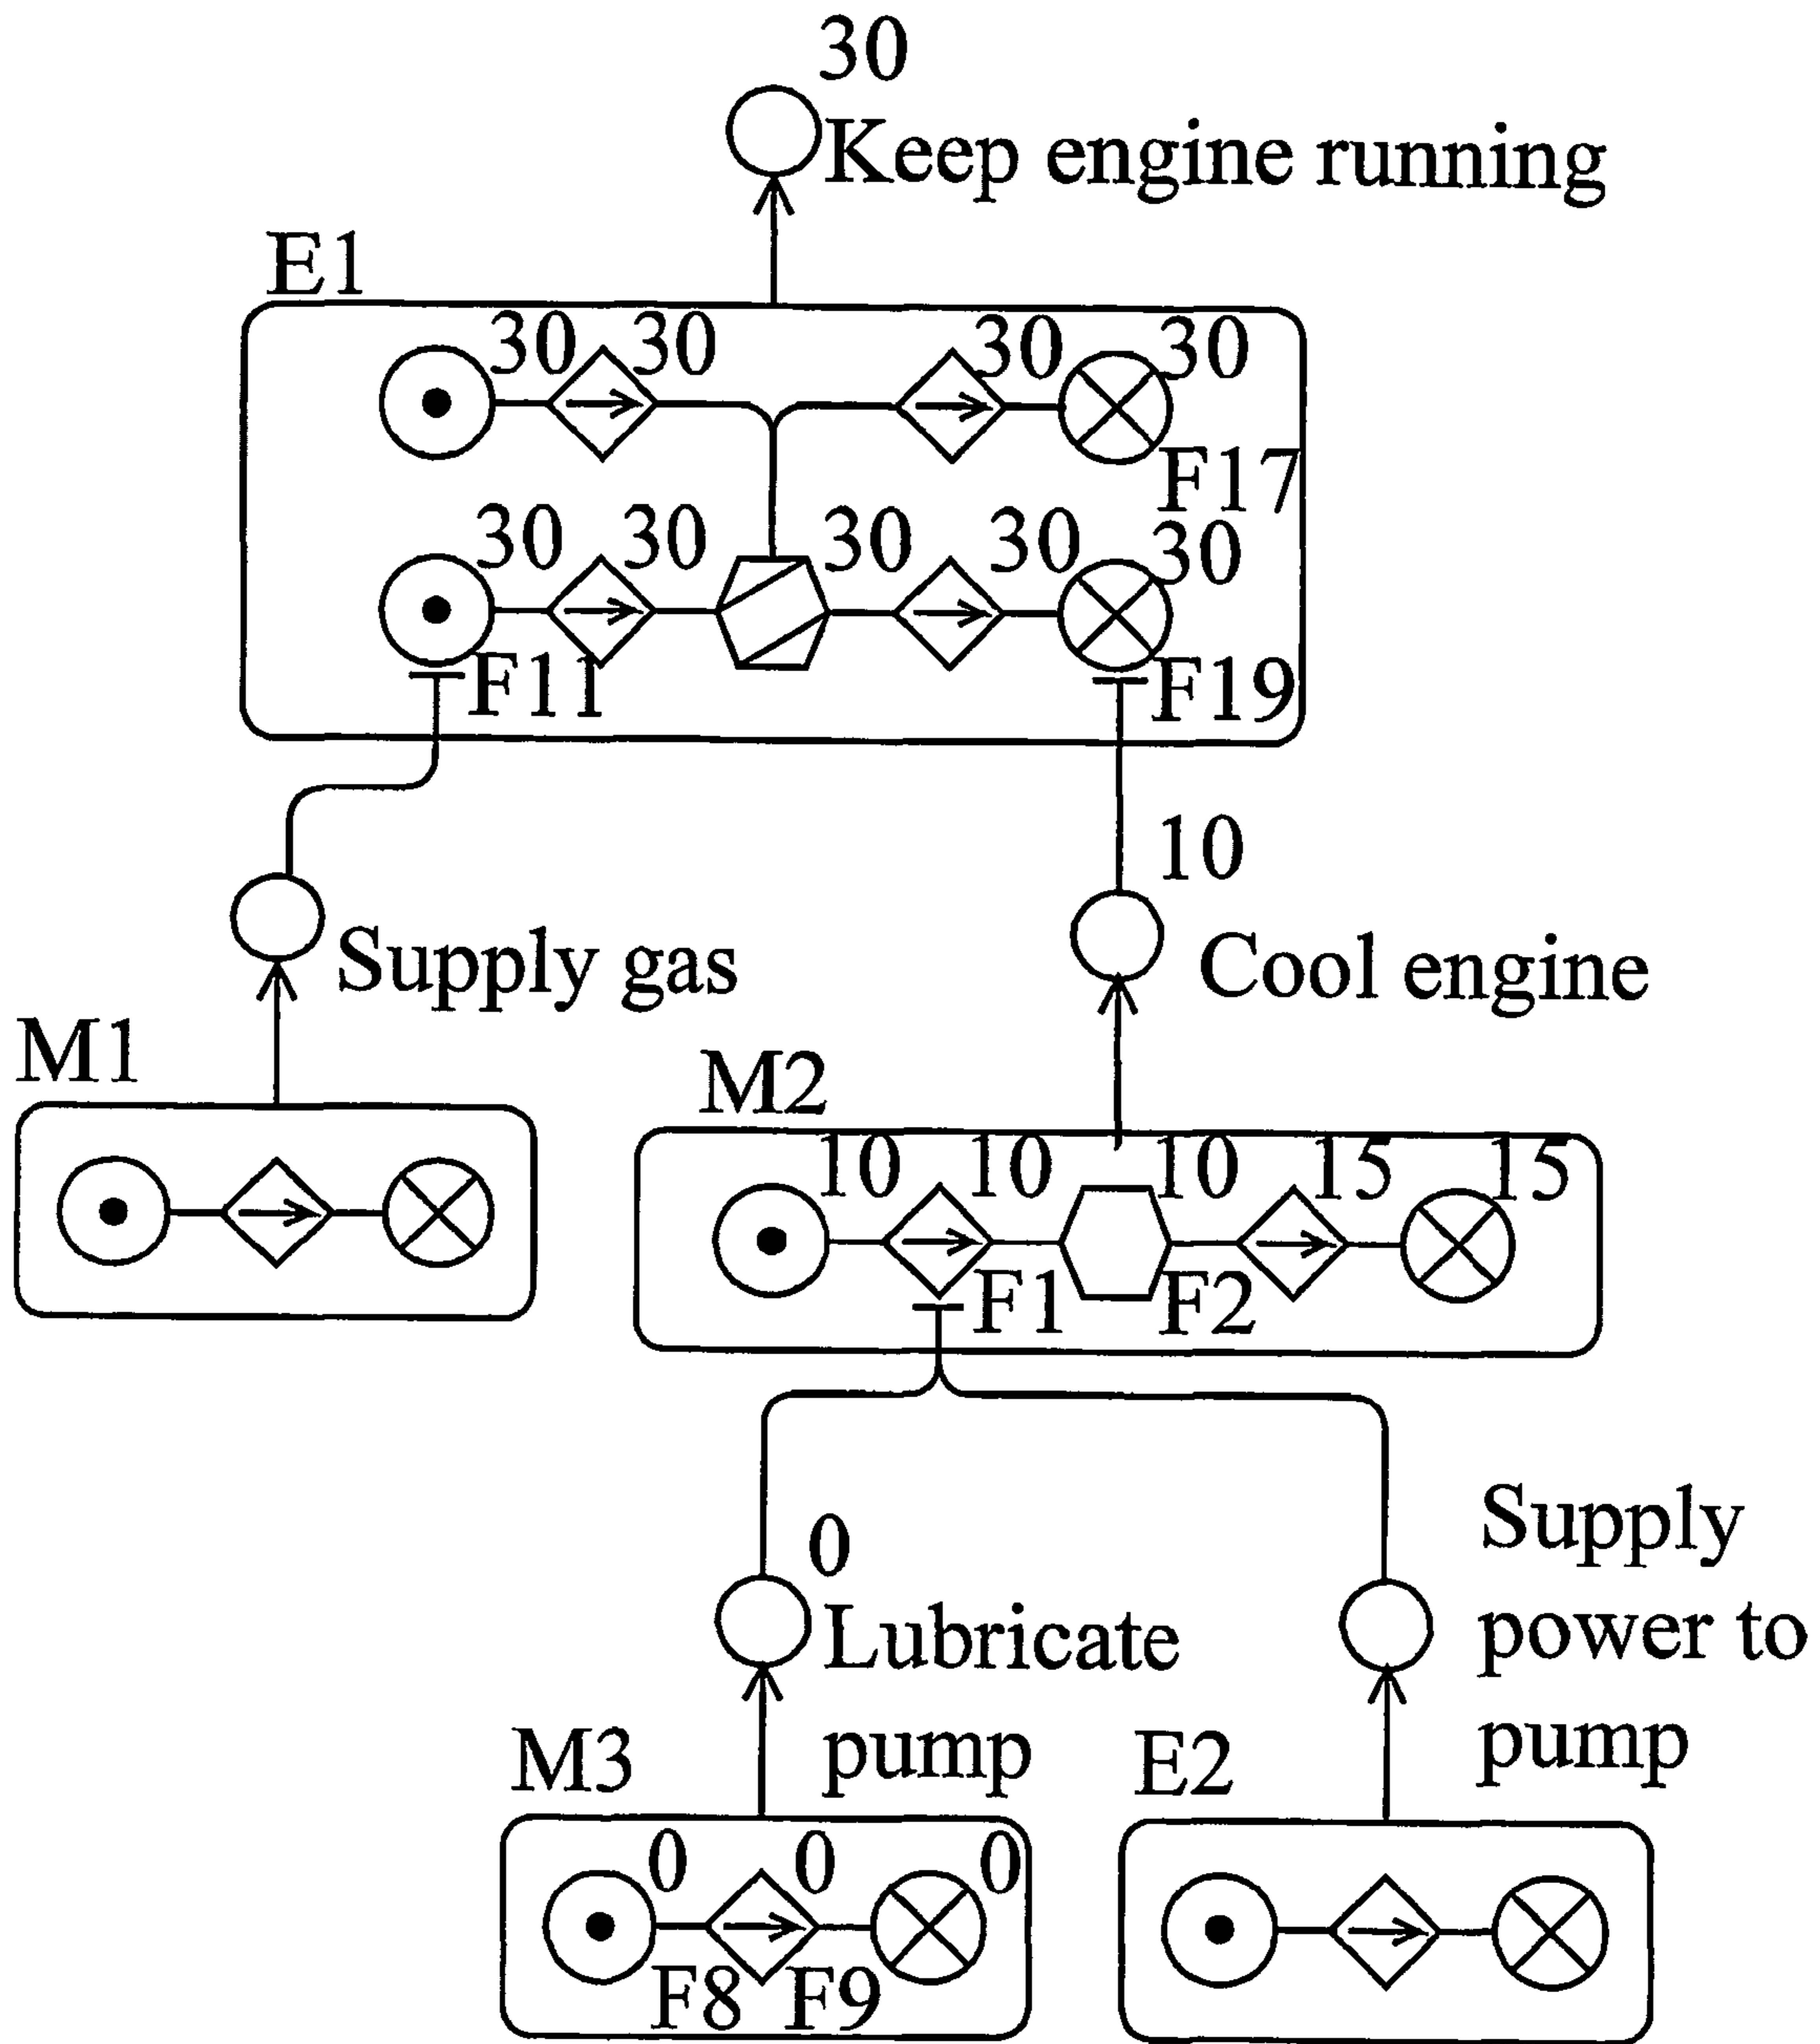 30
Keep engine running
E1
30 30 30 30
F17
30 30 30 30 30
F11 F19
10
Supply gas
Cool engine
M1
M2
10 10 10 15 15
F1 F2
0
Lubricate
pump
Supply
power to
pump
M3
E2
0 0 0
F8 F9